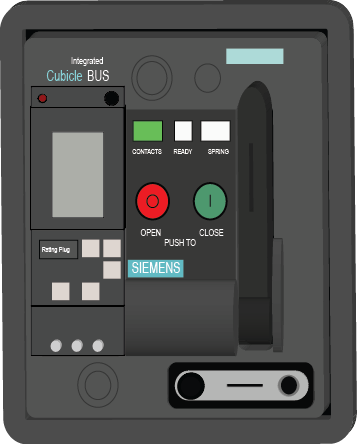 Integrated
Cubicle BUS
CONTACTS READY SPRING
O I
OPEN CLOSE
PUSH TO
Rating Plug
SIEMENS